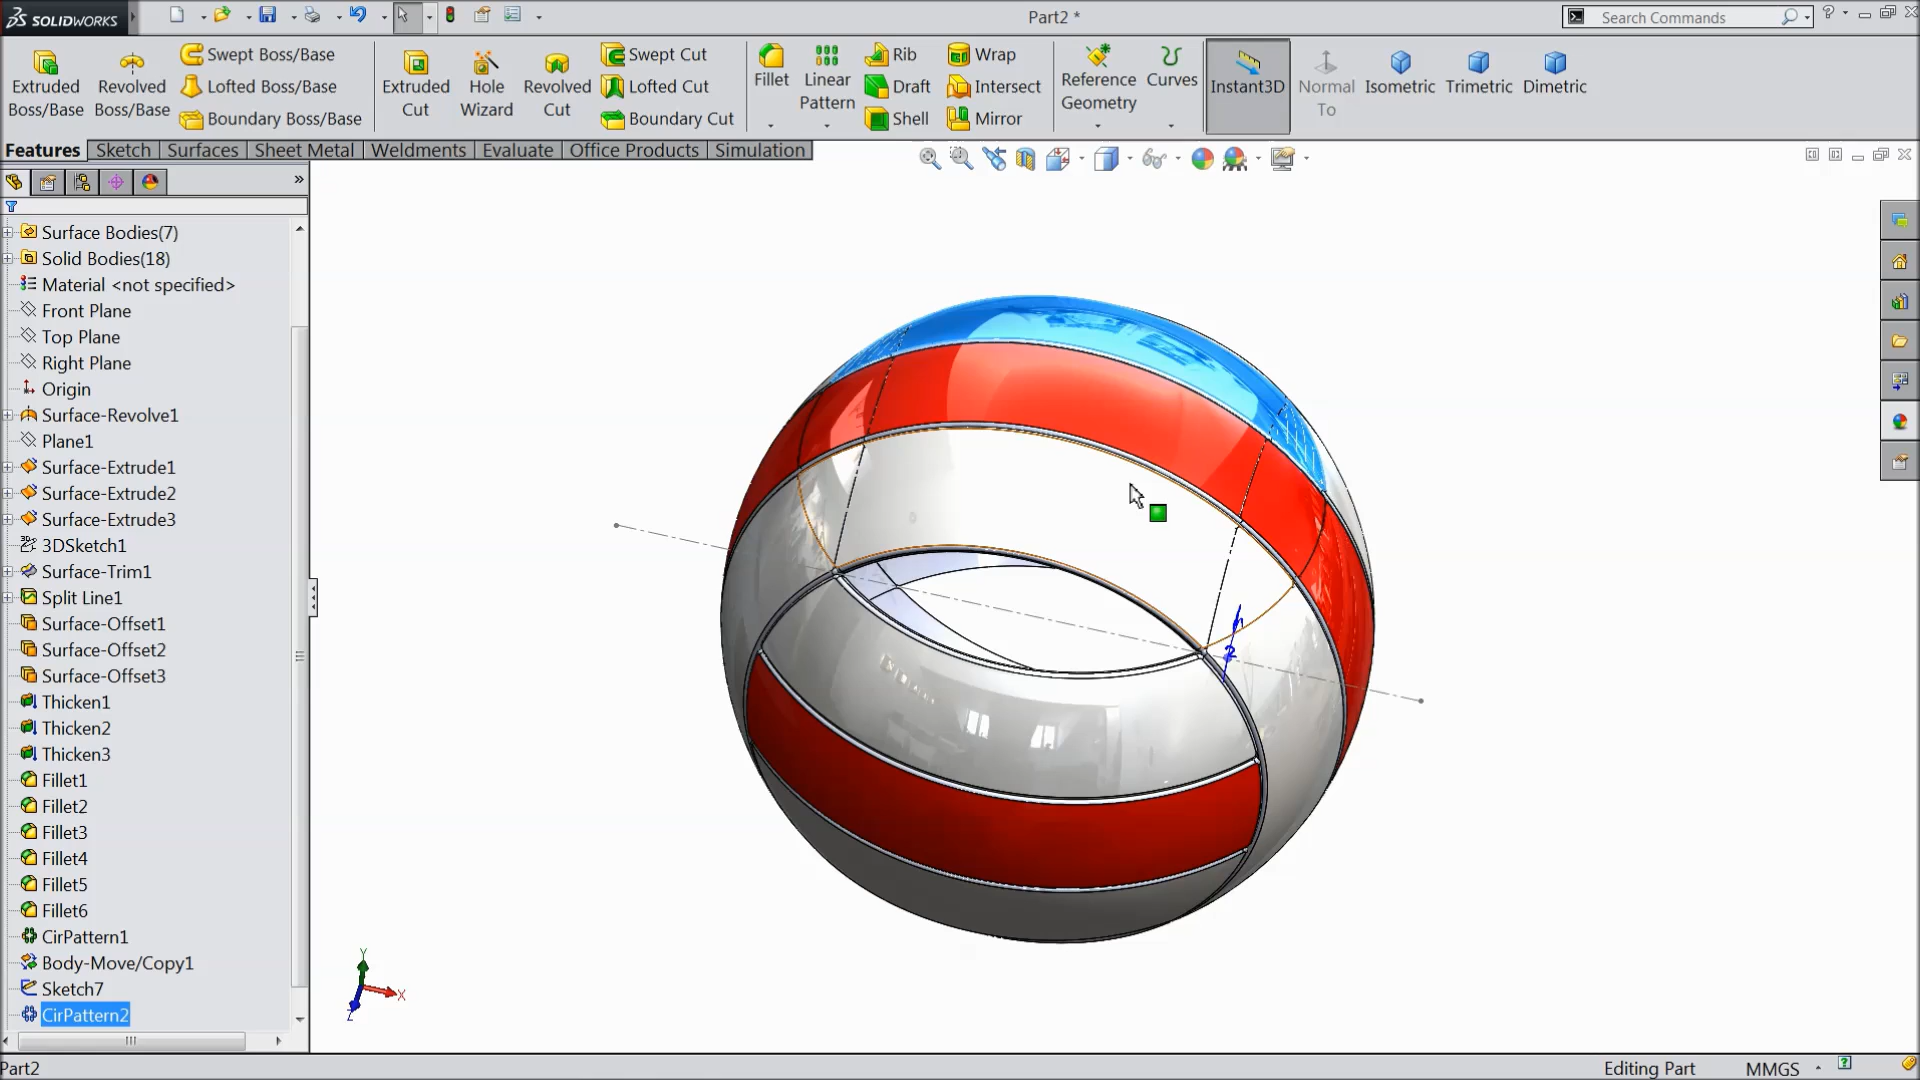 SOLIDWORKS
Part2 *
Search Commands
?
Extruded Boss/Base
Revolved Boss/Base
Swept Boss/Base
Lofted Boss/Base
Boundary Boss/Base
Extruded Cut
Hole Wizard
Revolved Cut
Swept Cut
Lofted Cut
Boundary Cut
Fillet
Linear Pattern
Rib
Draft
Shell
Wrap
Intersect
Mirror
Reference Geometry
Curves
Instant3D
Normal To
Isometric
Trimetric
Dimetric
Features
Sketch
Surfaces
Sheet Metal
Weldments
Evaluate
Office Products
Simulation
»
Surface Bodies(7)
Solid Bodies(18)
Material <not specified>
Front Plane
Top Plane
Right Plane
Origin
Surface-Revolve1
Plane1
Surface-Extrude1
Surface-Extrude2
Surface-Extrude3
3DSketch1
Surface-Trim1
Split Line1
Surface-Offset1
Surface-Offset2
Surface-Offset3
Thicken1
Thicken2
Thicken3
Fillet1
Fillet2
Fillet3
Fillet4
Fillet5
Fillet6
CirPattern1
Body-Move/Copy1
Sketch7
CirPattern2
Y
X
Z
Part2
Editing Part
MMGS
?